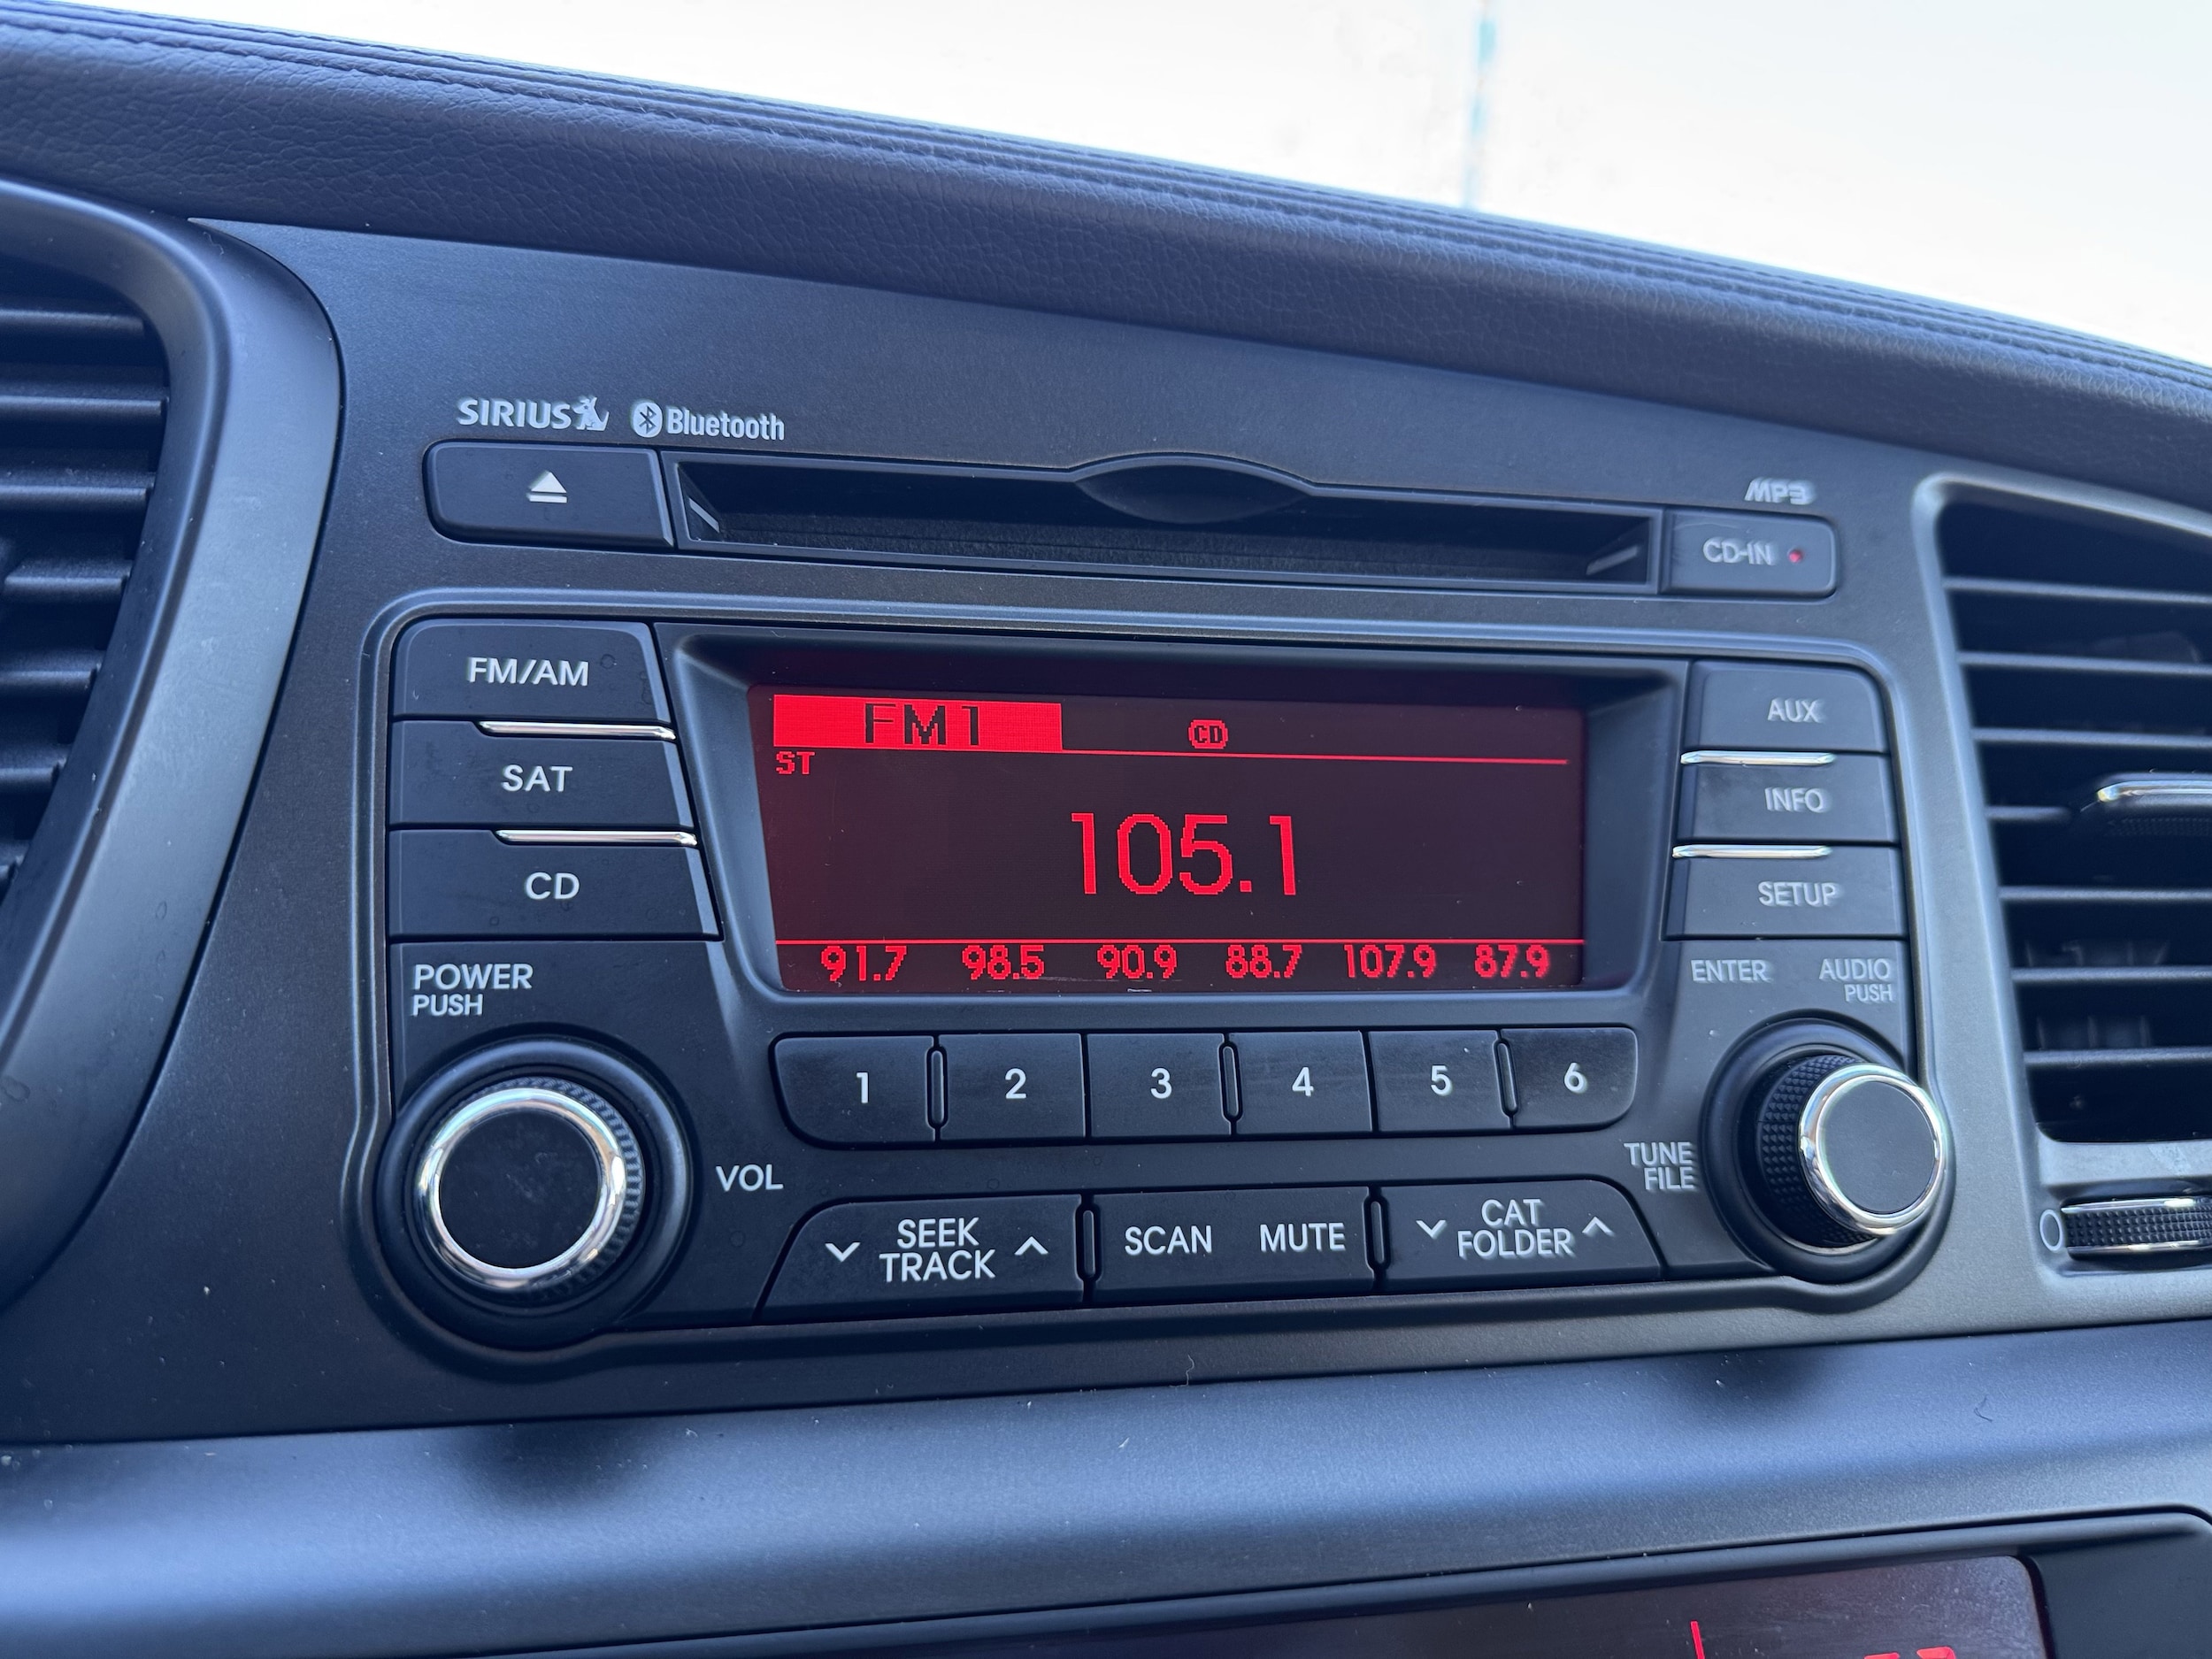 SIRIUS Bluetooth
MP3
CD-IN
FM/AM
FM1
CD
AUX
ST
SAT
INFO
105.1
CD
SETUP
91.7 98.5 90.9 88.7 107.9 87.9
POWER
PUSH
ENTER
AUDIO
PUSH
1 2 3 4 5 6
VOL
TUNE
FILE
SEEK
TRACK
SCAN MUTE
CAT
FOLDER